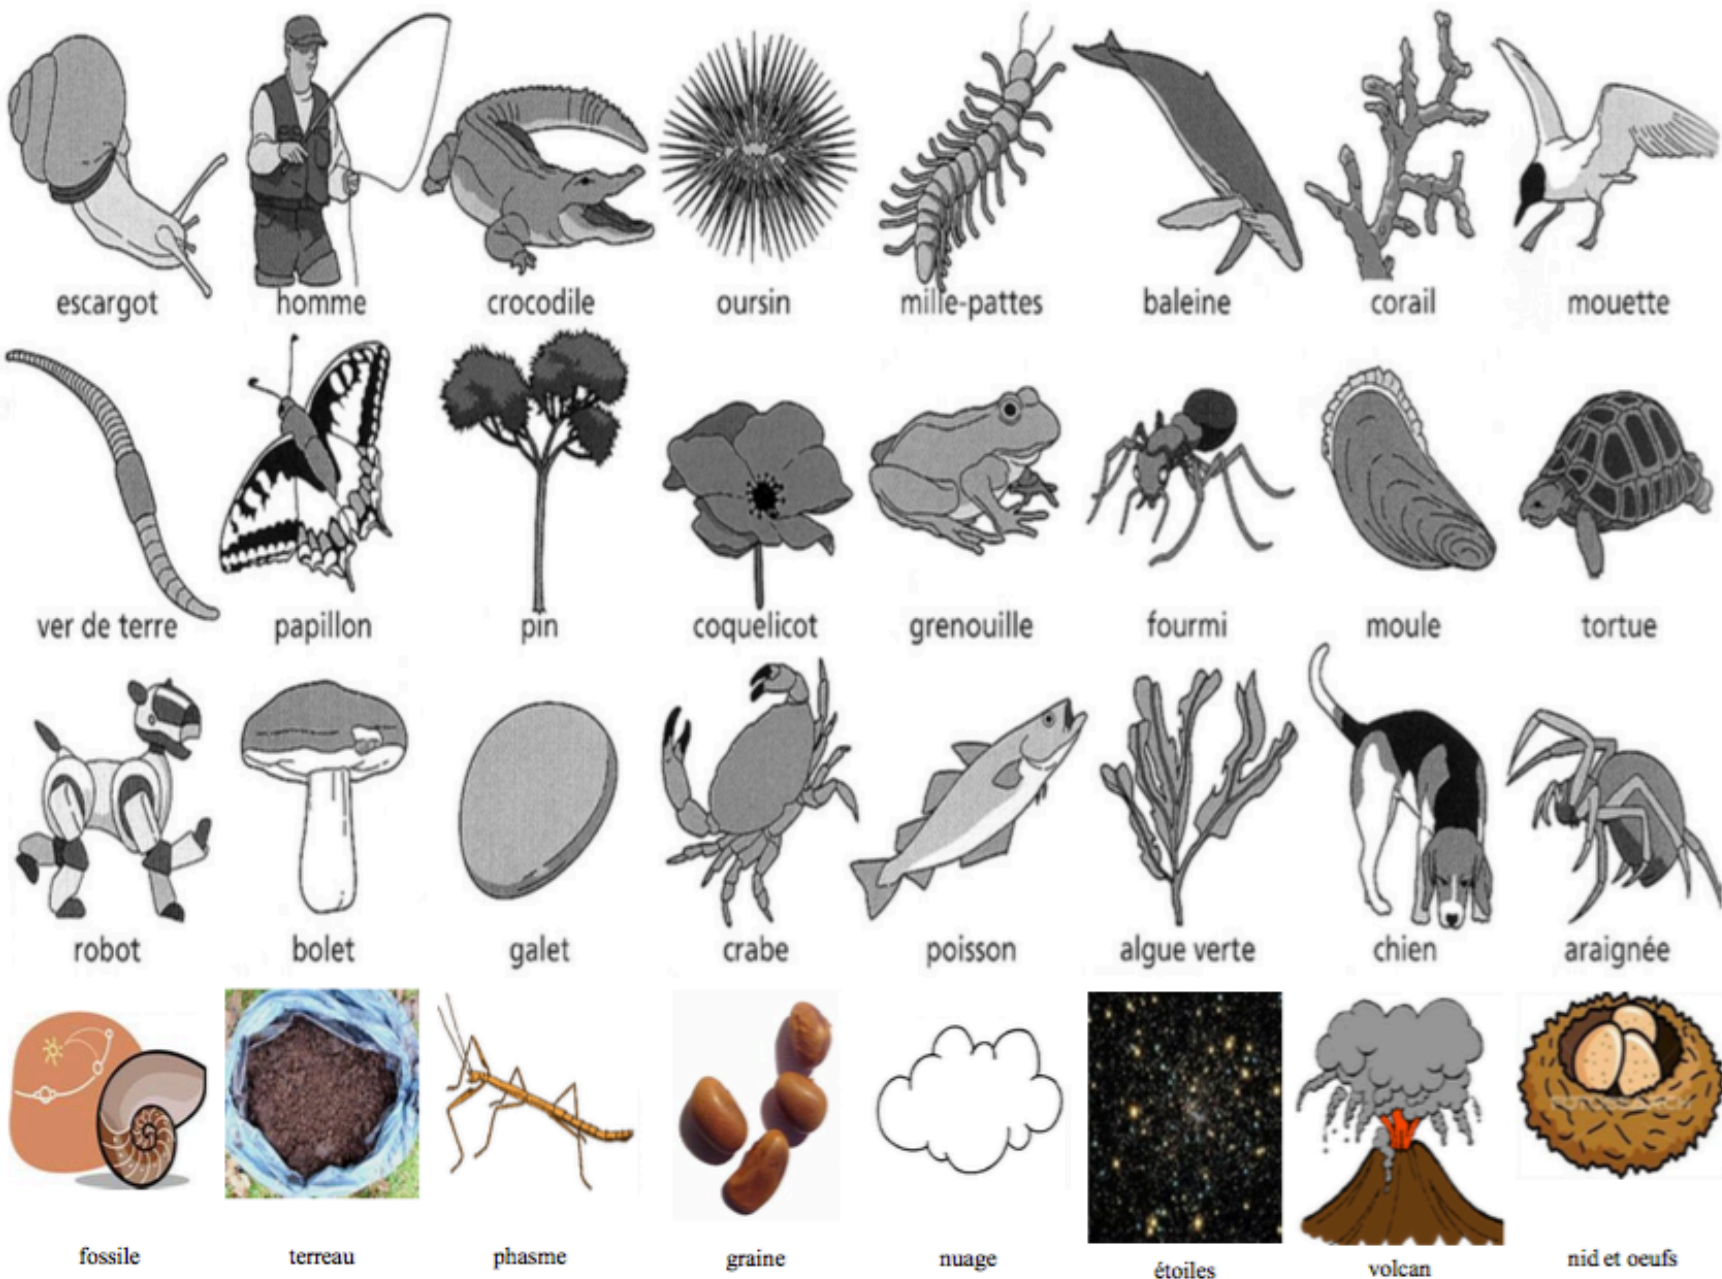 escargot homme crocodile oursin mille-pattes baleine corail mouette
ver de terre papillon pin coquelicot grenouille fourmi moule tortue
robot bolet galet crabe poisson algue verte chien araignée
fossile terreau phasme graine nuage étoiles volcan nid et oeufs